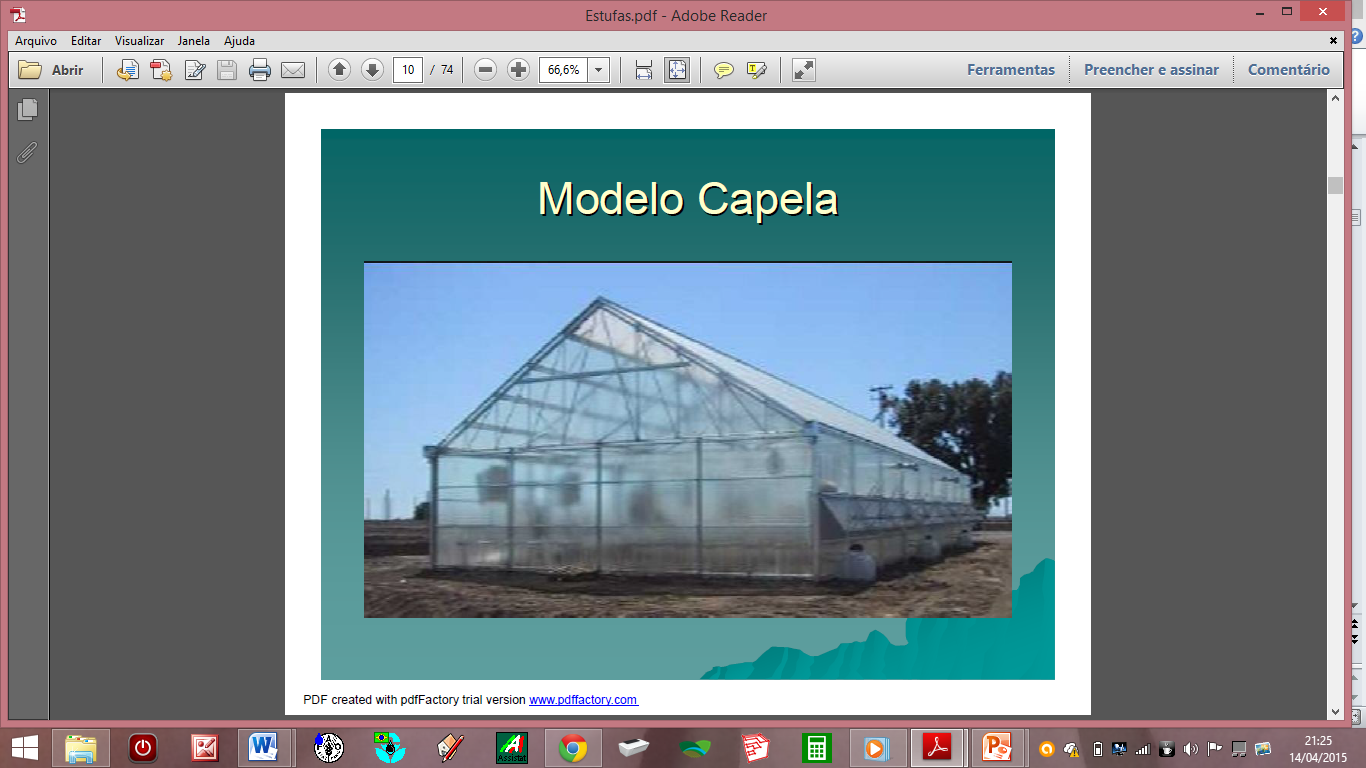 Estufas.pdf - Adobe Reader
Arquivo Editar Visualizar Janela Ajuda
Abrir 10 / 74 66,6% Ferramentas Preencher e assinar Comentário
Modelo Capela
PDF created with pdfFactory trial version www.pdffactory.com
Assistat
21:25
14/04/2015